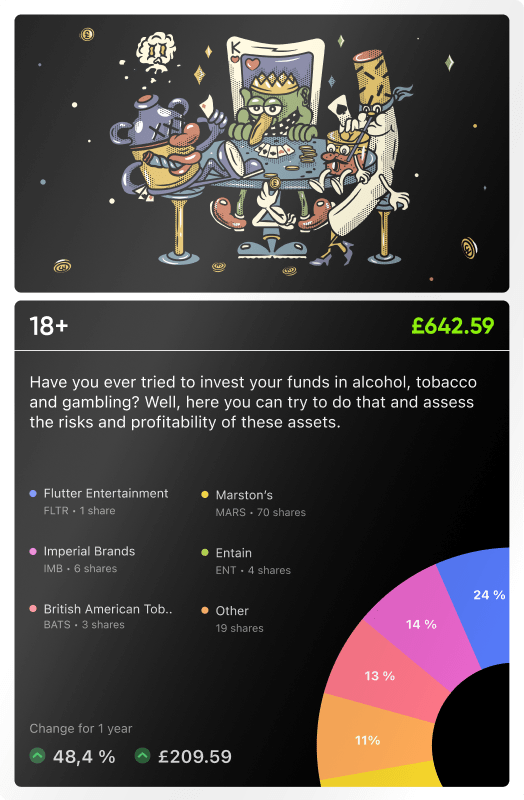 K
18+
£642.59
Have you ever tried to invest your funds in alcohol, tobacco
and gambling? Well, here you can try to do that and assess
the risks and profitability of these assets.
Flutter Entertainment
FLTR • 1 share
Marston's
MARS • 70 shares
Imperial Brands
IMB • 6 shares
Entain
ENT • 4 shares
British American Tob..
BATS • 3 shares
Other
19 shares
24 %
14 %
13 %
11%
Change for 1 year
48,4 %
£209.59